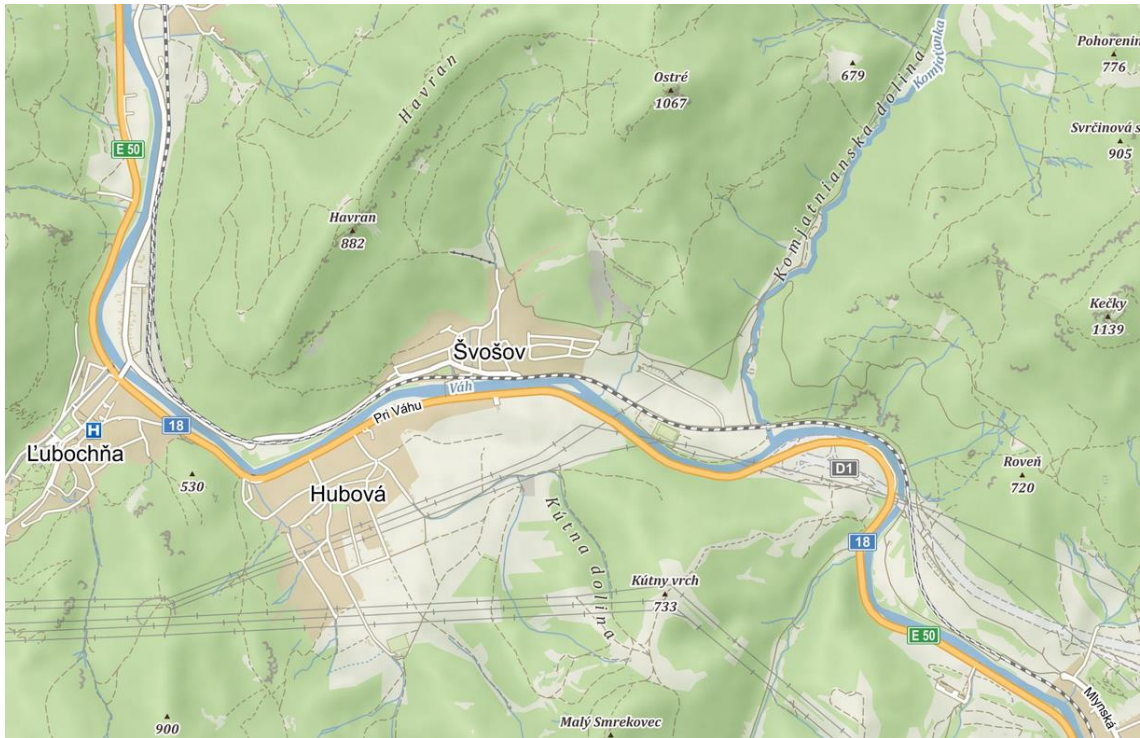 Komjaťanka
Pohorenin
776
679
Ostré
1067
Havran
Komjatnianska dolina
Svrčinová s
905
E 50
Havran
882
Kečky
1139
Švošov
Váh
Pri Váhu
18
H
Ľubochňa
530
Hubová
D1
Roveň
720
Kútna dolina
18
Kútny vrch
733
E 50
Mlynská
900
Malý Smrekovec